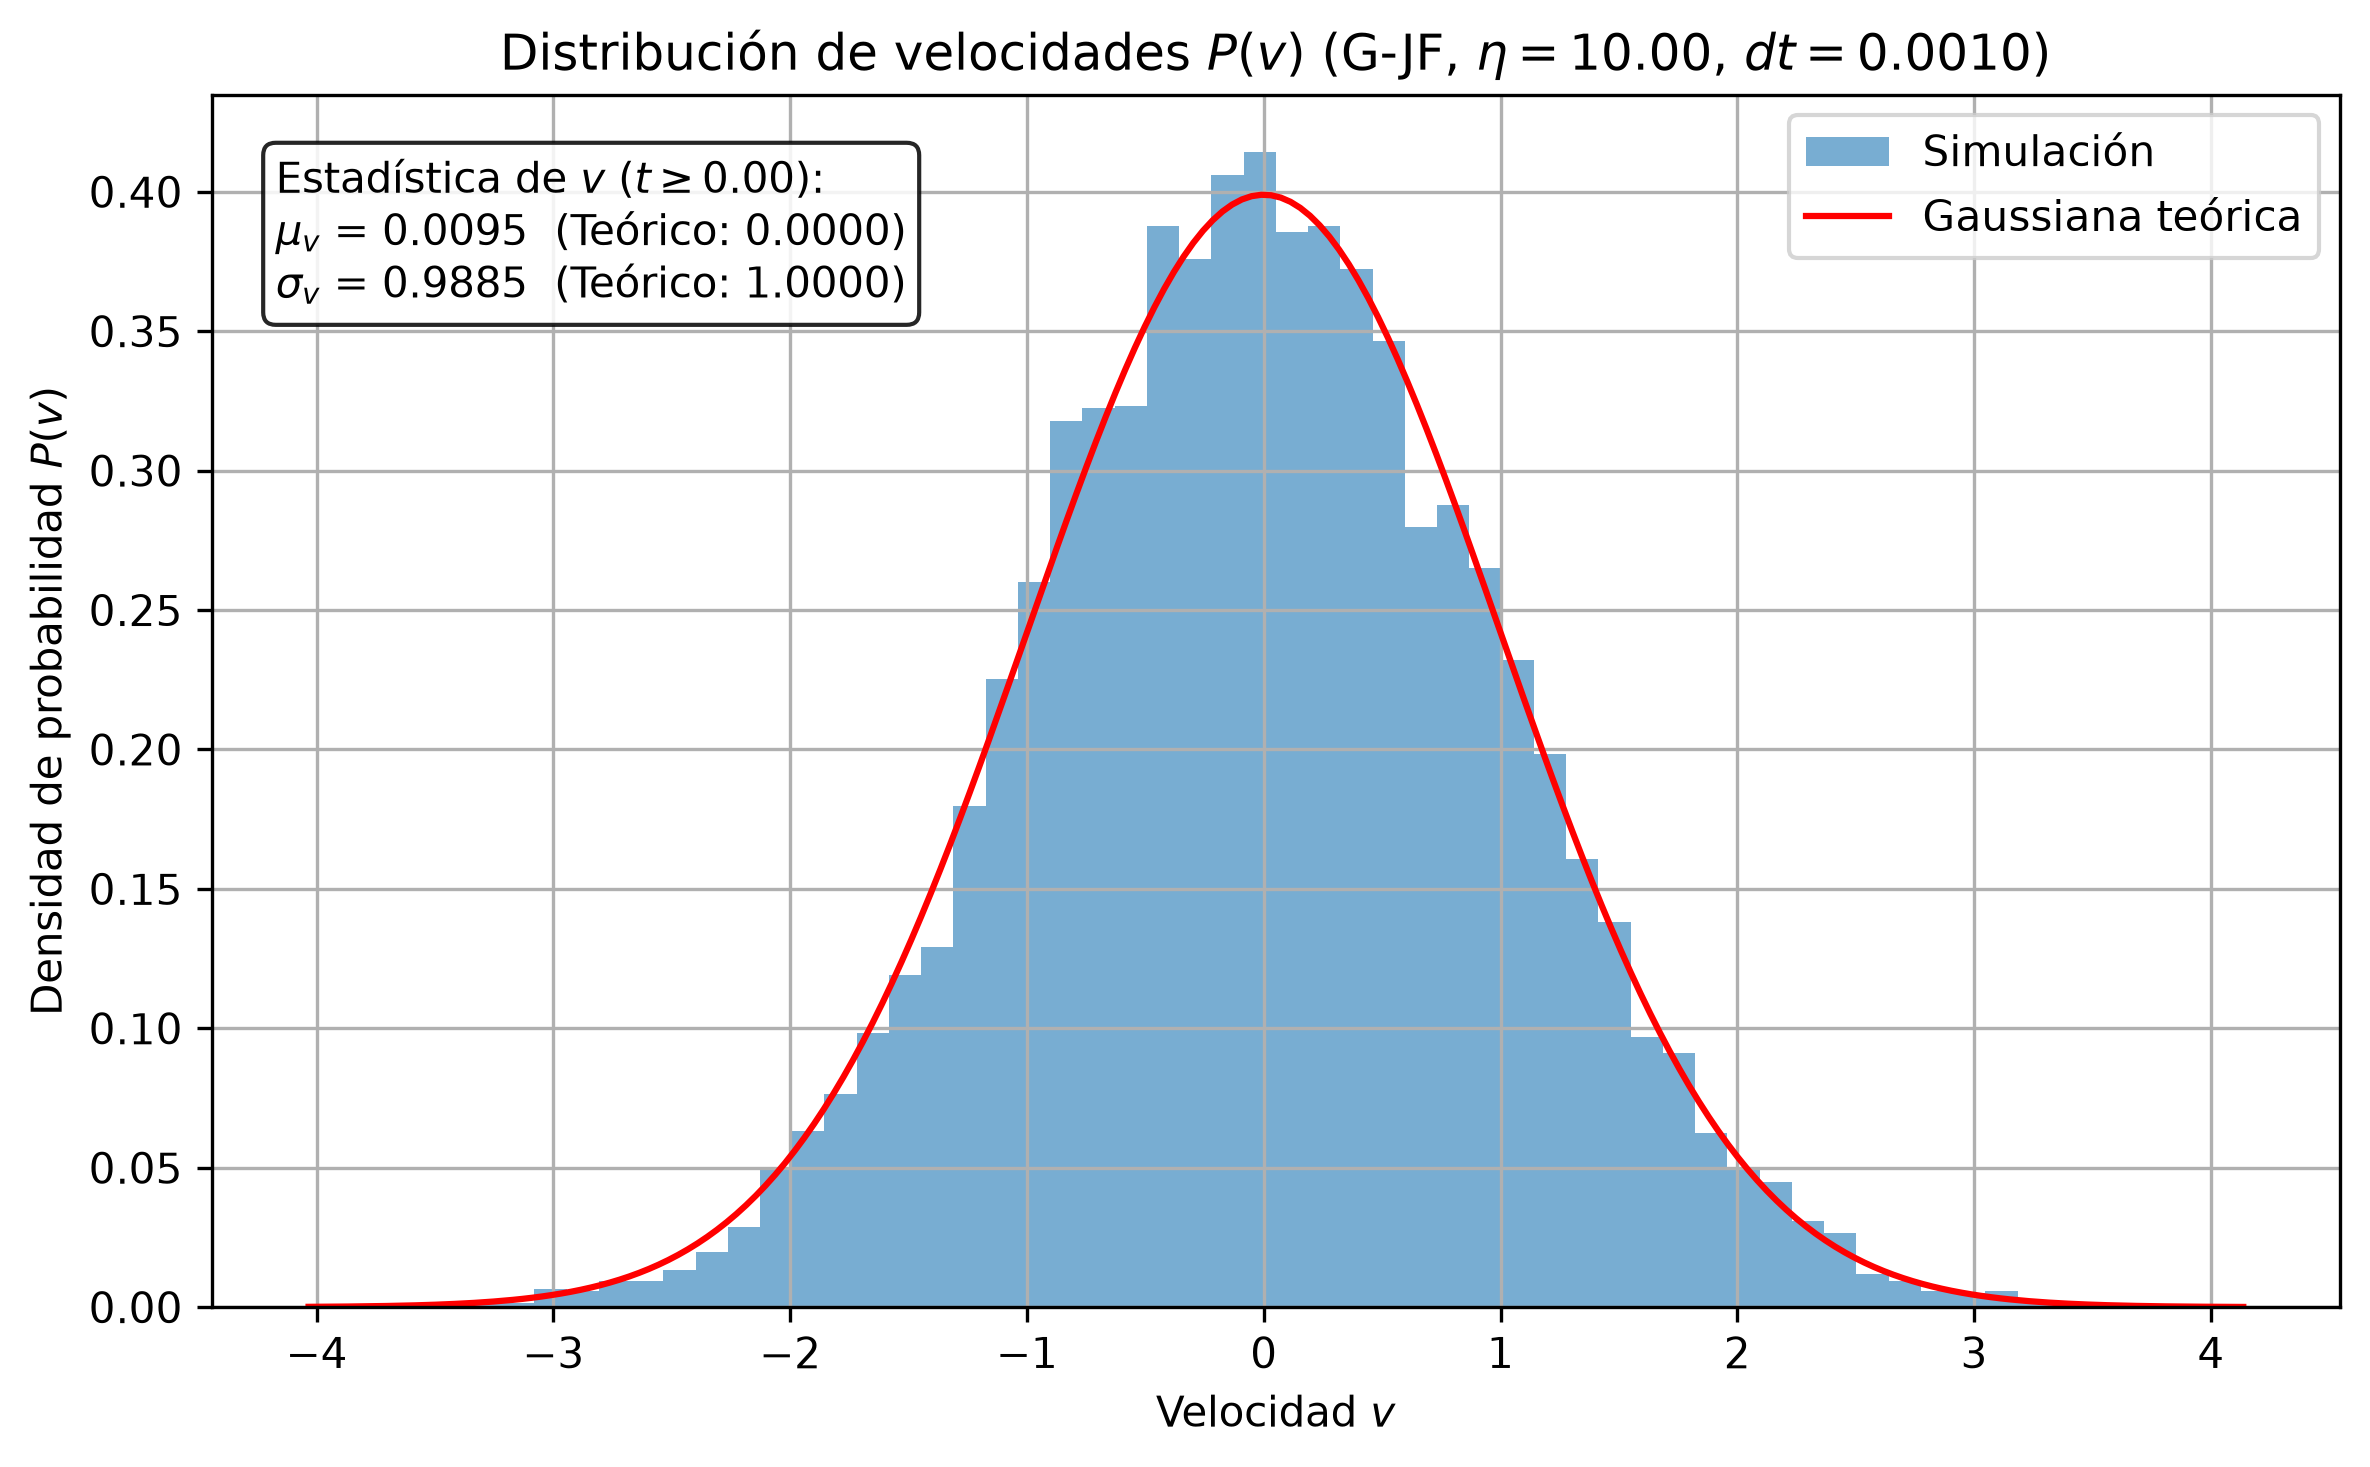 Distribución de velocidades P(v) (G-JF, η = 10.00, dt = 0.0010)
Estadística de v (t ≥ 0.00):
μv = 0.0095 (Teórico: 0.0000)
σv = 0.9885 (Teórico: 1.0000)
Simulación
Gaussiana teórica
Densidad de probabilidad P(v)
0.40
0.35
0.30
0.25
0.20
0.15
0.10
0.05
0.00
−4 −3 −2 −1 0 1 2 3 4
Velocidad v